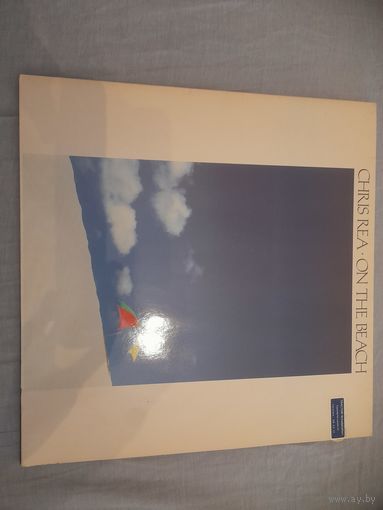 CHRIS REA · ON THE BEACH
www.ay.by